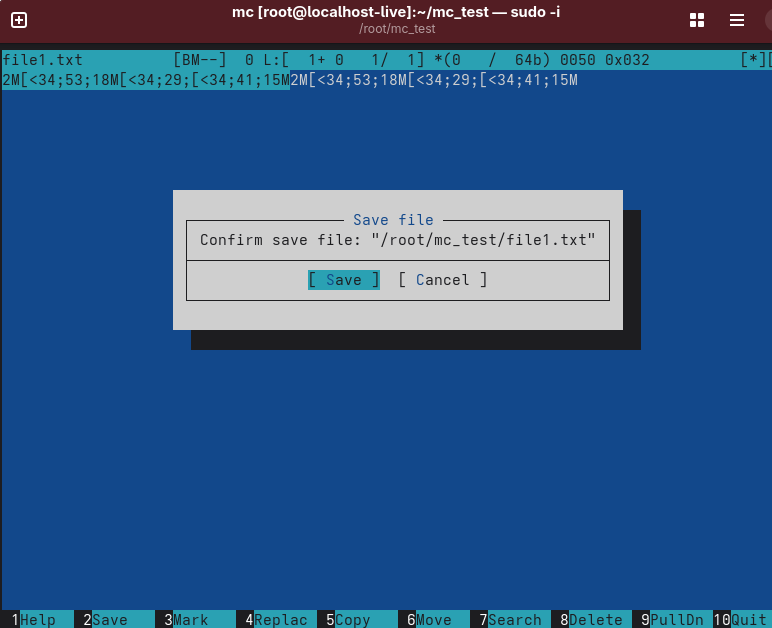 mc [root@localhost-live]:~/mc_test — sudo -i
/root/mc_test
file1.txt          [BM--]  0 L:[  1+ 0   1/  1] *(0   /  64b) 0050 0x032          [*][
2M[<34;53;18M[<34;29;[<34;41;15M2M[<34;53;18M[<34;29;[<34;41;15M
Save file
Confirm save file: "/root/mc_test/file1.txt"
[ Save ]  [ Cancel ]
1Help  2Save  3Mark  4Replac  5Copy  6Move  7Search  8Delete  9PullDn  10Quit